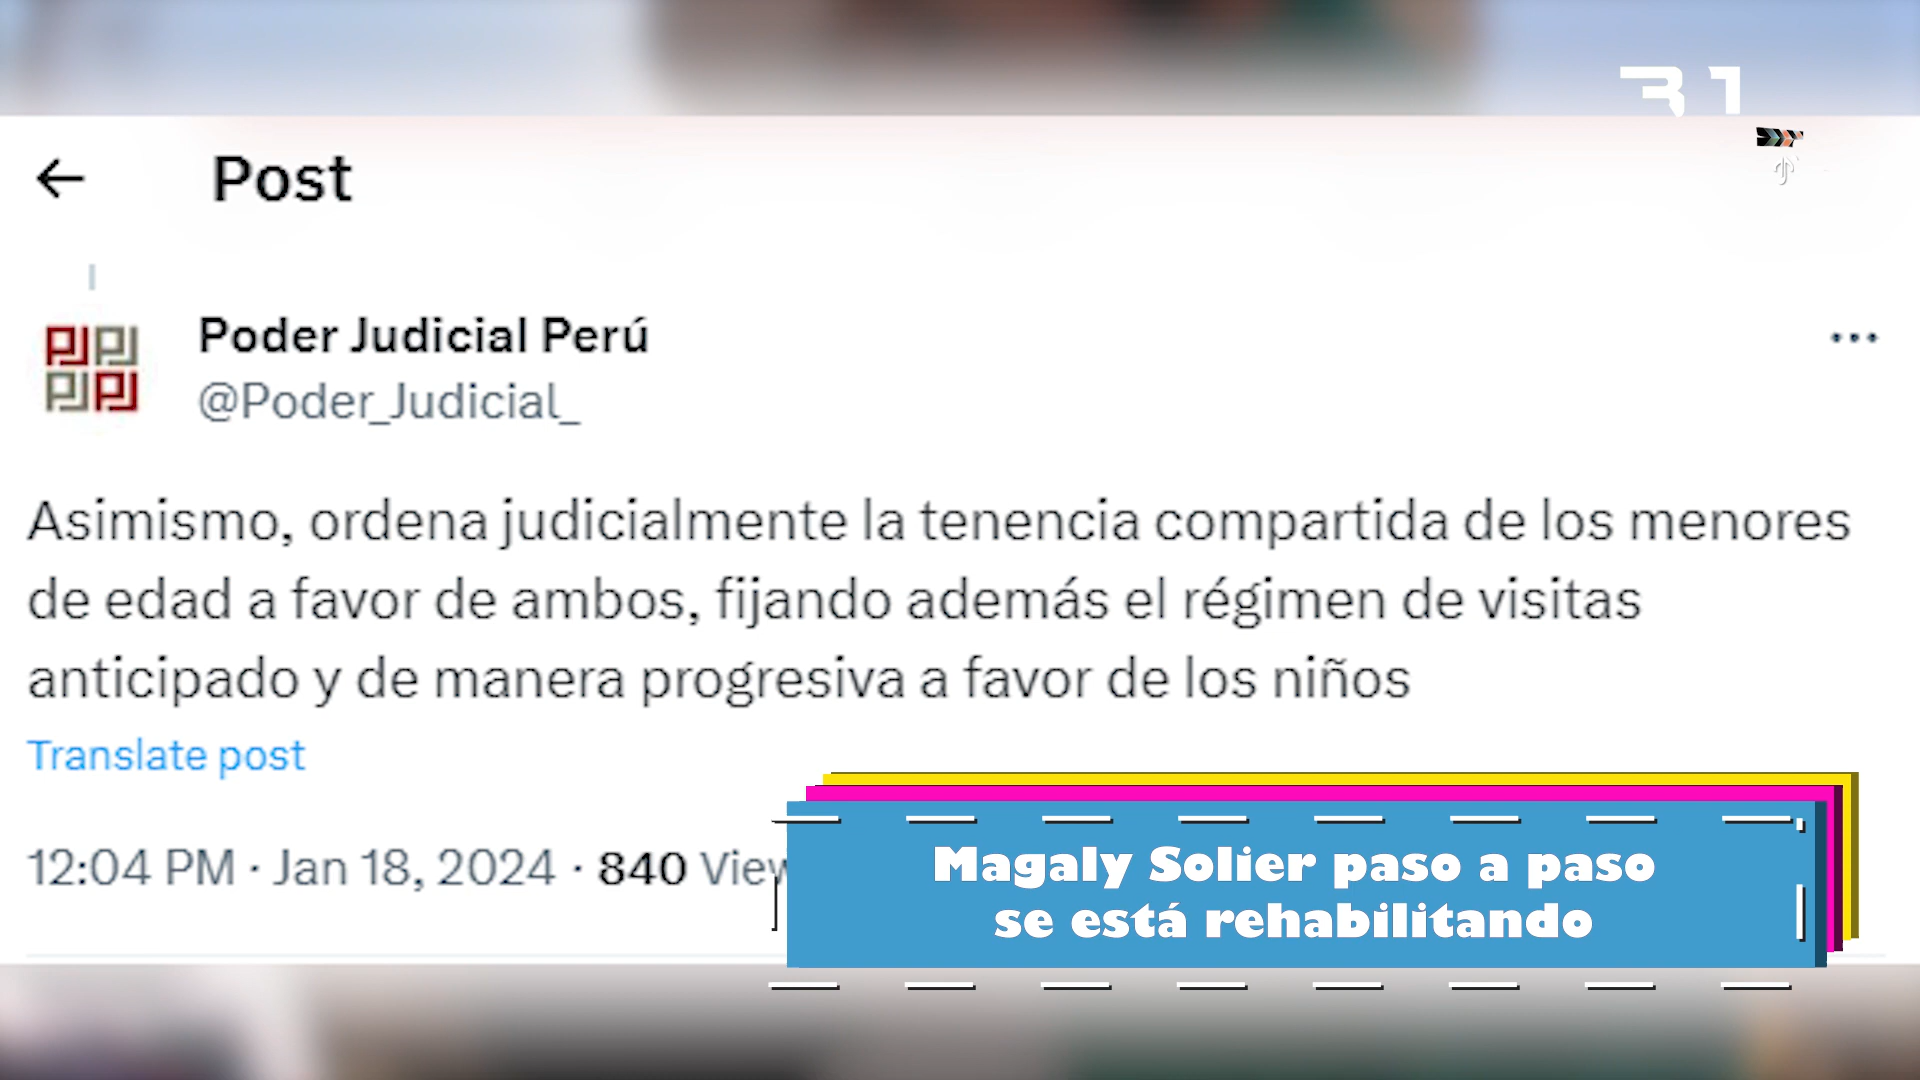 31
Post
Poder Judicial Perú
@Poder_Judicial_
Asimismo, ordena judicialmente la tenencia compartida de los menores
de edad a favor de ambos, fijando además el régimen de visitas
anticipado y de manera progresiva a favor de los niños
Translate post
12:04 PM · Jan 18, 2024 · 840
Magaly Solier paso a paso
se está rehabilitando